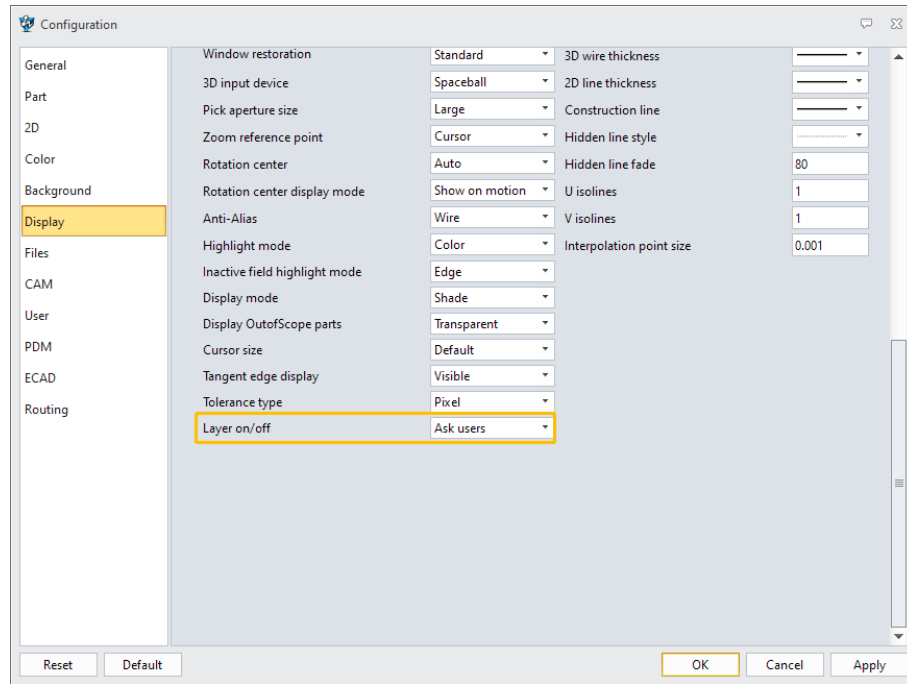 Configuration
General
Part
2D
Color
Background
Display
Files
CAM
User
PDM
ECAD
Routing
Window restoration Standard 3D wire thickness
3D input device Spaceball 2D line thickness
Pick aperture size Large Construction line
Zoom reference point Cursor Hidden line style
Rotation center Auto Hidden line fade 80
Rotation center display mode Show on motion U isolines 1
Anti-Alias Wire V isolines 1
Highlight mode Color Interpolation point size 0.001
Inactive field highlight mode Edge
Display mode Shade
Display OutofScope parts Transparent
Cursor size Default
Tangent edge display Visible
Tolerance type Pixel
Layer on/off Ask users
Reset Default OK Cancel Apply